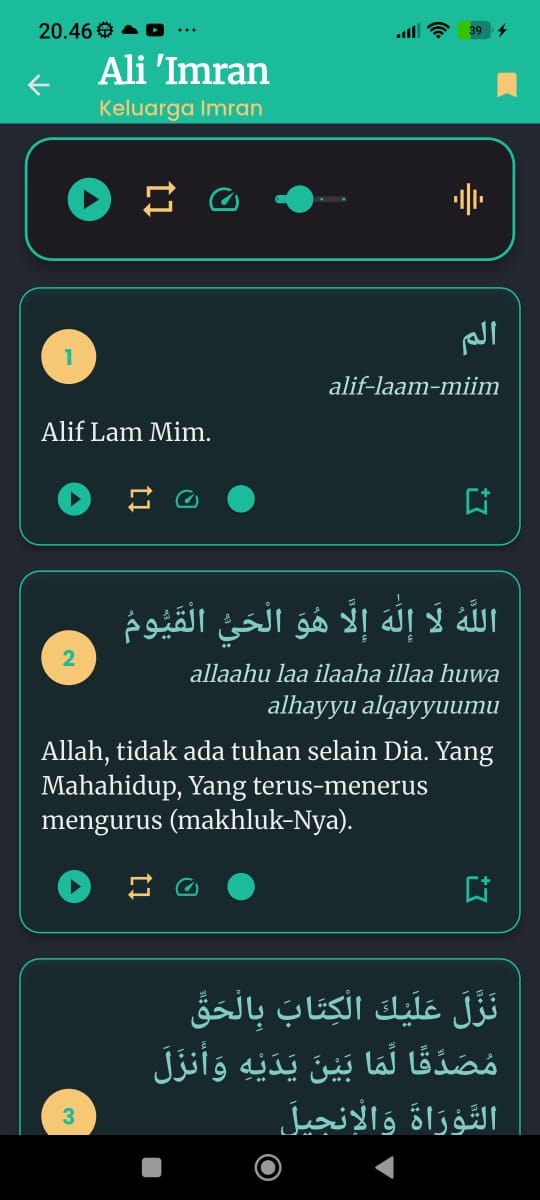 20.46
39
Ali 'Imran
Keluarga Imran
1
الم
alif-laam-miim
Alif Lam Mim.
2
اللَّهُ لَا إِلَٰهَ إِلَّا هُوَ الْحَيُّ الْقَيُّومُ
allaahu laa ilaaha illaa huwa
alhayyu alqayyuumu
Allah, tidak ada tuhan selain Dia. Yang
Mahahidup, Yang terus-menerus
mengurus (makhluk-Nya).
3
نَزَّلَ عَلَيْكَ الْكِتَابَ بِالْحَقِّ
مُصَدِّقًا لِّمَا بَيْنَ يَدَيْهِ وَأَنزَلَ
التَّوْرَاةَ وَالْإِنجِيلَ